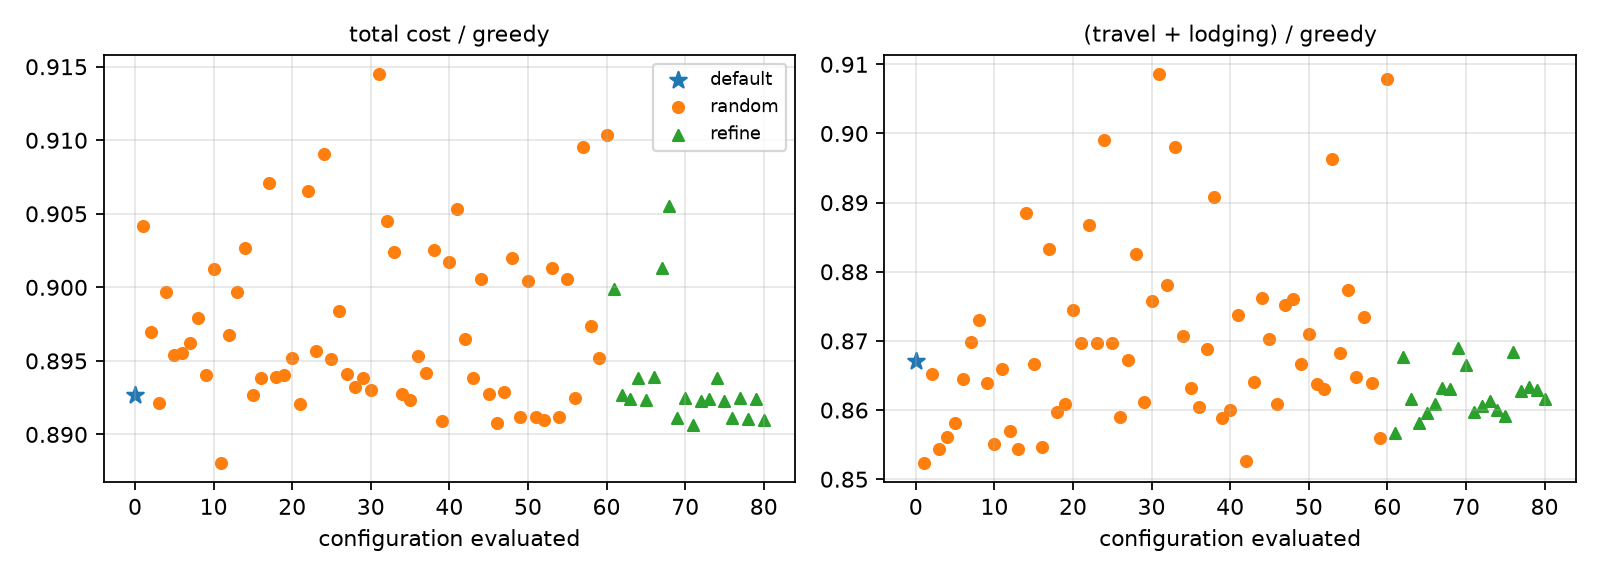 total cost / greedy
0.915
0.910
0.905
0.900
0.895
0.890
default
random
refine
0 10 20 30 40 50 60 70 80
configuration evaluated
(travel + lodging) / greedy
0.91
0.90
0.89
0.88
0.87
0.86
0.85
0 10 20 30 40 50 60 70 80
configuration evaluated